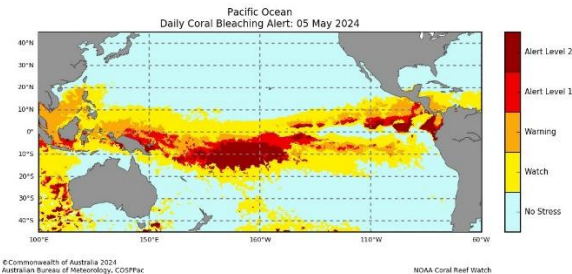 Pacific Ocean
Daily Coral Bleaching Alert: 05 May 2024
40°N
30°N
20°N
10°N
0°
10°S
20°S
30°S
40°S
100°E
150°E
160°W
110°W
60°W
Alert Level 2
Alert Level 1
Warning
Watch
No Stress
©Commonwealth of Australia 2024
Australian Bureau of Meteorology, COSPPac
NOAA Coral Reef Watch